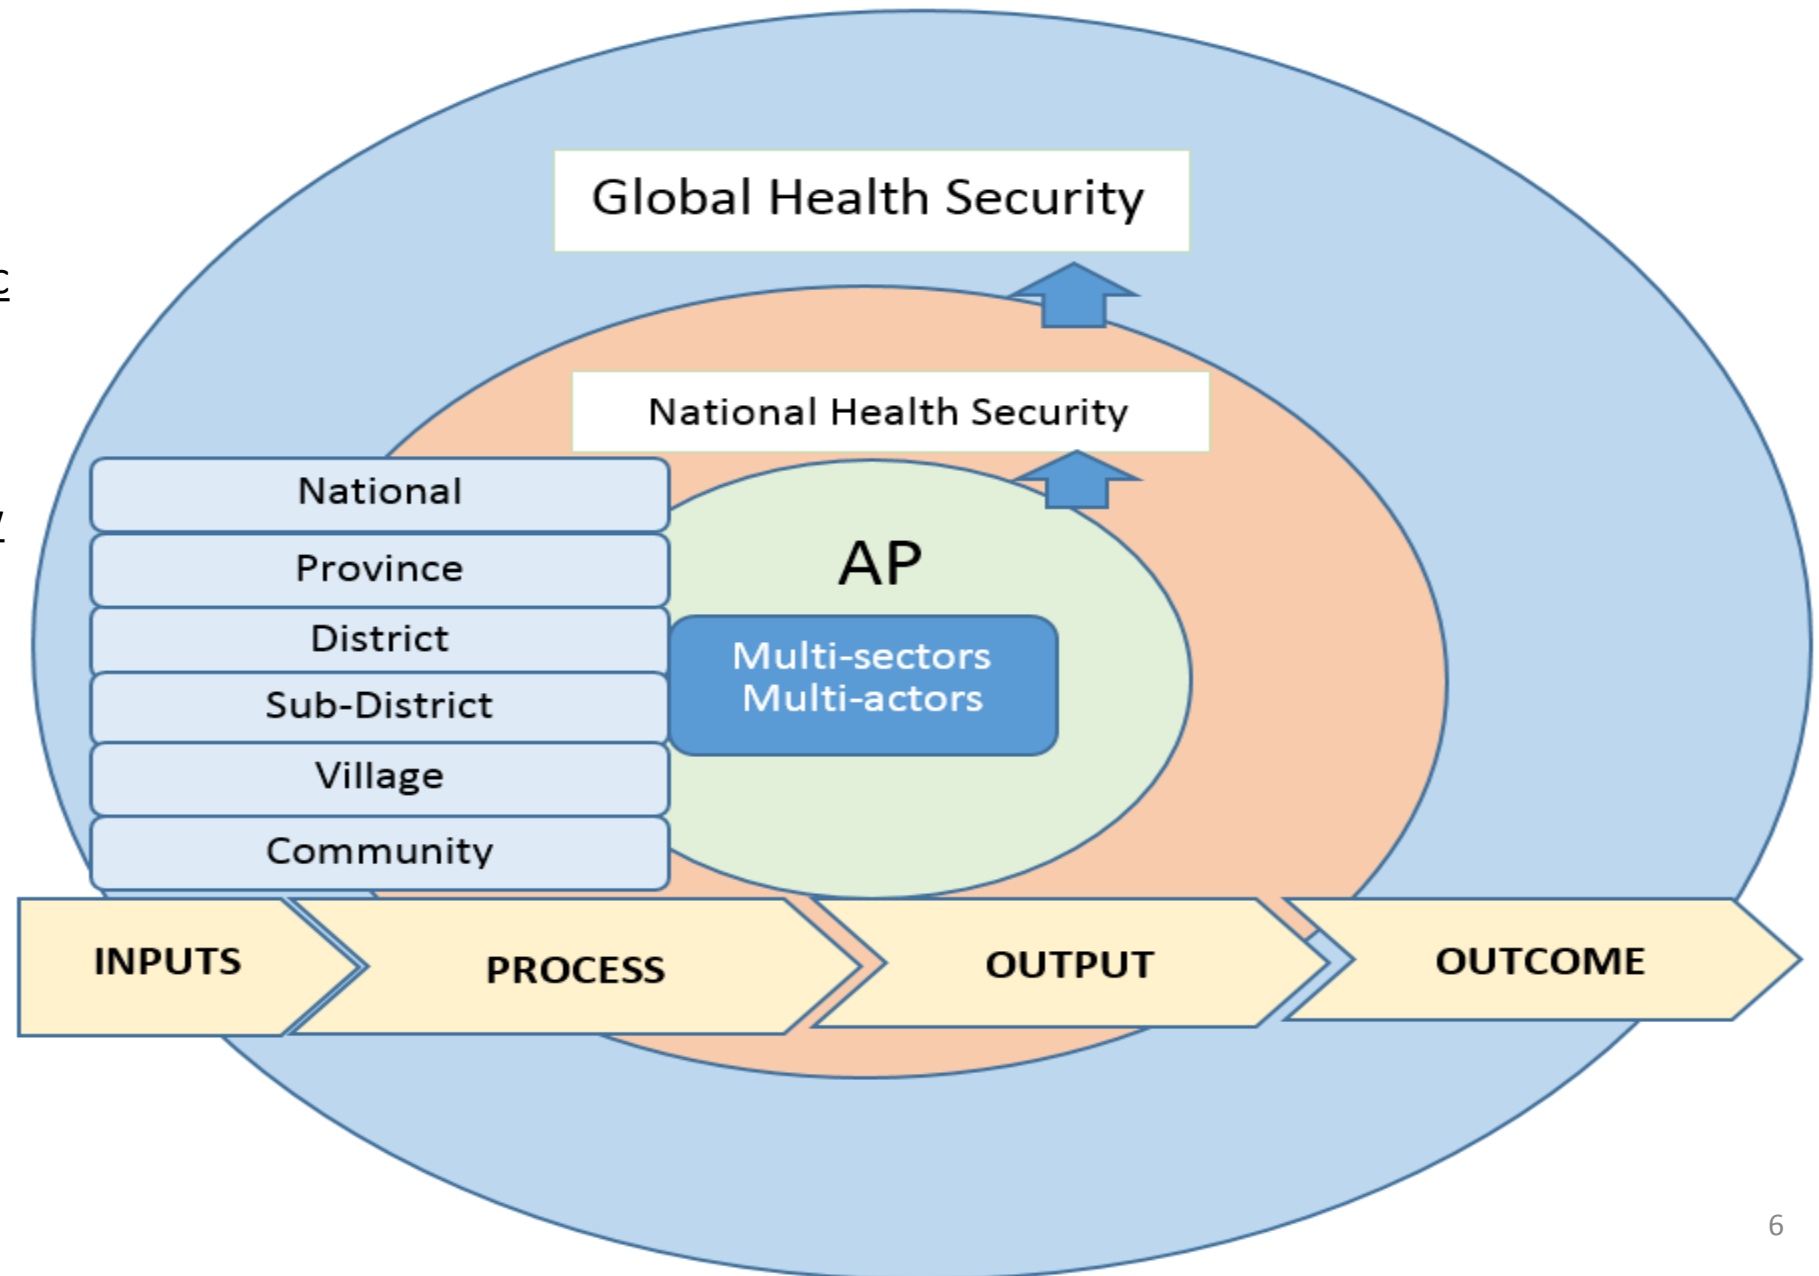 Global Health Security
National Health Security
National
Province
District
Sub-District
Village
Community
AP
Multi-sectors
Multi-actors
INPUTS
PROCESS
OUTPUT
OUTCOME
6